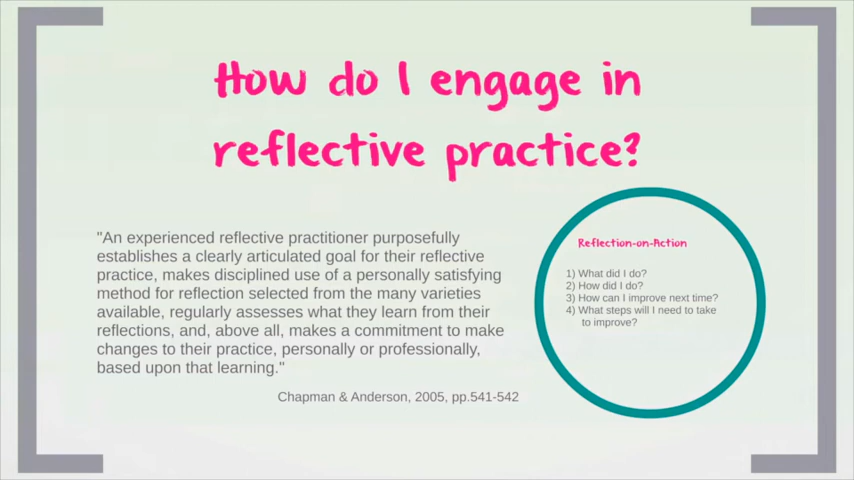 How do I engage in
reflective practice?
"An experienced reflective practitioner purposefully
establishes a clearly articulated goal for their reflective
practice, makes disciplined use of a personally satisfying
method for reflection selected from the many varieties
available, regularly assesses what they learn from their
reflections, and, above all, makes a commitment to make
changes to their practice, personally or professionally,
based upon that learning."
Chapman & Anderson, 2005, pp.541-542
Reflection-on-Action
1) What did I do?
2) How did I do?
3) How can I improve next time?
4) What steps will I need to take
to improve?